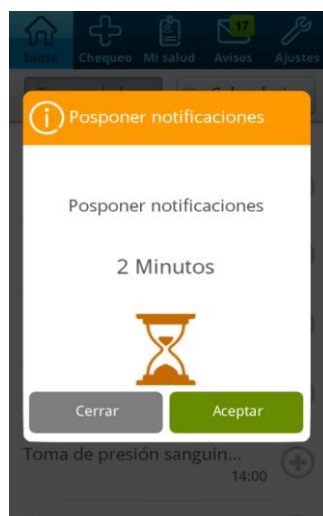 Inicio Chequeo Mi salud Avisos Ajustes
17
Posponer notificaciones
Posponer notificaciones
2 Minutos
Cerrar Aceptar
Toma de presión sanguín...
14:00